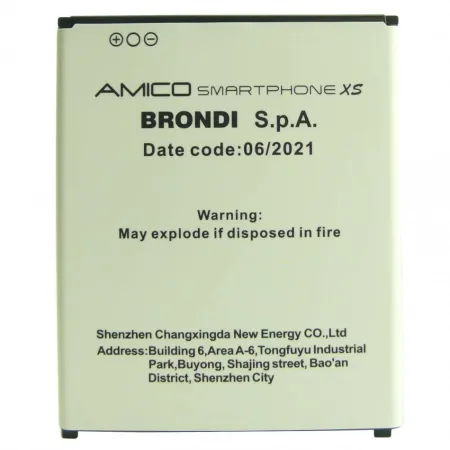 AMICO SMARTPHONE XS
BRONDI S.p.A.
Date code:06/2021
Warning:
May explode if disposed in fire
Shenzhen Changxingda New Energy CO.,Ltd
Address:Building 6,Area A-6,Tongfuyu Industrial
Park,Buyong, Shajing street, Bao'an
District, Shenzhen City